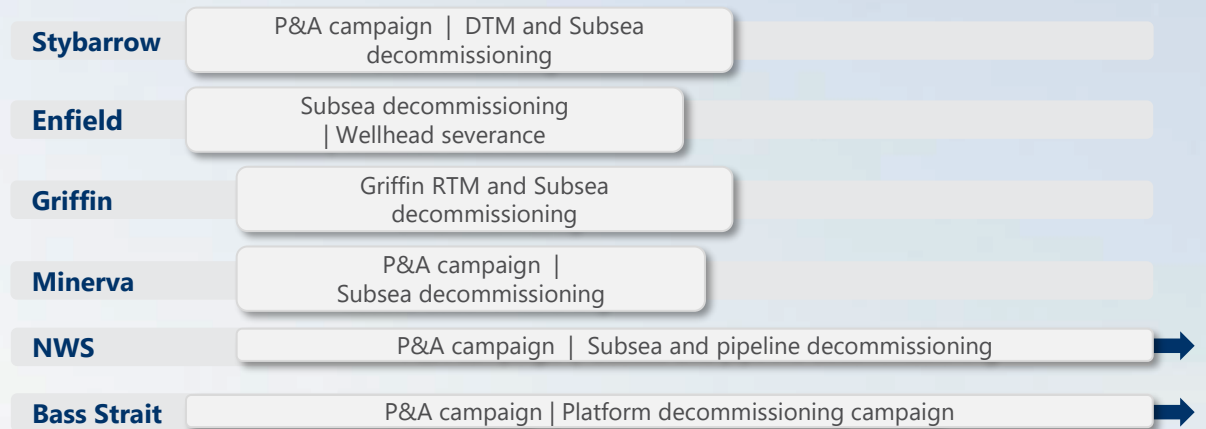 Stybarrow
P&A campaign | DTM and Subsea
decommissioning
Enfield
Subsea decommissioning
| Wellhead severance
Griffin
Griffin RTM and Subsea
decommissioning
Minerva
P&A campaign |
Subsea decommissioning
NWS
P&A campaign | Subsea and pipeline decommissioning
Bass Strait
P&A campaign | Platform decommissioning campaign